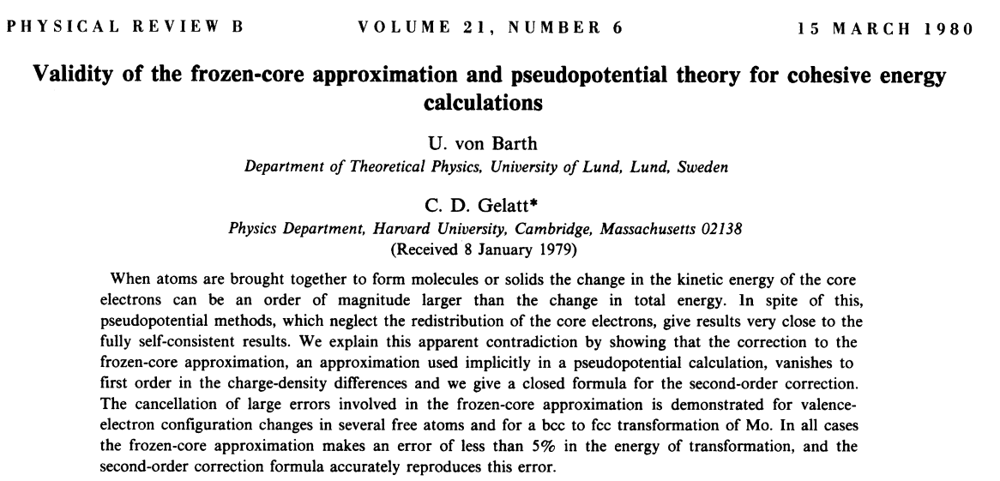 PHYSICAL REVIEW B VOLUME 21, NUMBER 6 15 MARCH 1980
Validity of the frozen-core approximation and pseudopotential theory for cohesive energy
calculations
U. von Barth
Department of Theoretical Physics, University of Lund, Lund, Sweden
C. D. Gelatt*
Physics Department, Harvard University, Cambridge, Massachusetts 02138
(Received 8 January 1979)
When atoms are brought together to form molecules or solids the change in the kinetic energy of the core
electrons can be an order of magnitude larger than the change in total energy. In spite of this,
pseudopotential methods, which neglect the redistribution of the core electrons, give results very close to the
fully self-consistent results. We explain this apparent contradiction by showing that the correction to the
frozen-core approximation, an approximation used implicitly in a pseudopotential calculation, vanishes to
first order in the charge-density differences and we give a closed formula for the second-order correction.
The cancellation of large errors involved in the frozen-core approximation is demonstrated for valence-
electron configuration changes in several free atoms and for a bcc to fcc transformation of Mo. In all cases
the frozen-core approximation makes an error of less than 5% in the energy of transformation, and the
second-order correction formula accurately reproduces this error.